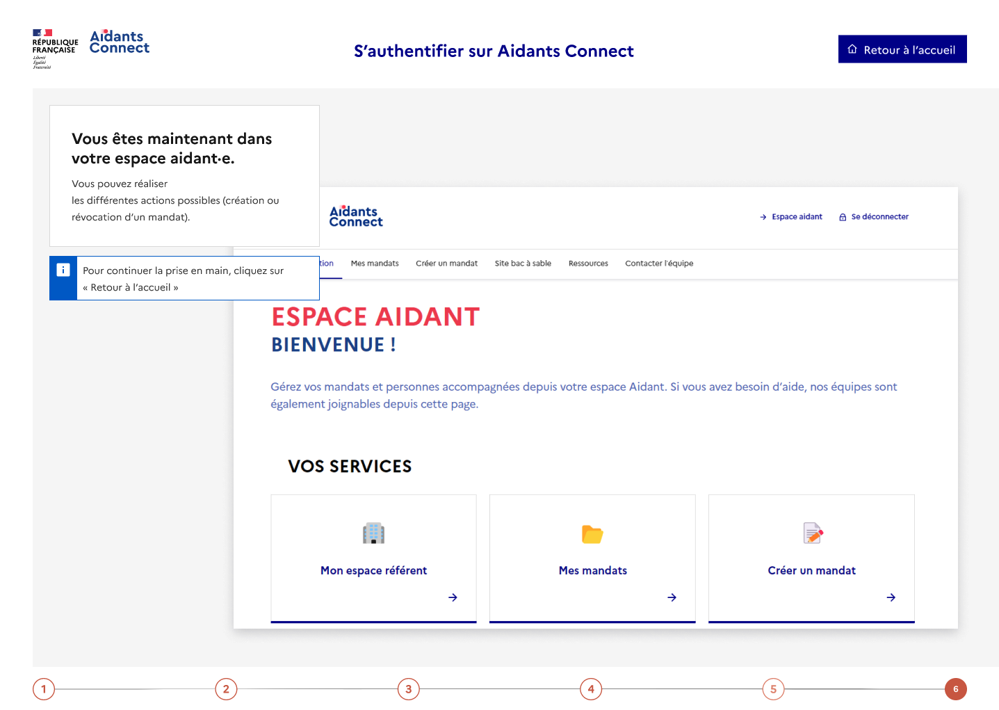 RÉPUBLIQUE
FRANÇAISE
Liberté
Égalité
Fraternité
Aidants
Connect
S’authentifier sur Aidants Connect
Retour à l’accueil
Vous êtes maintenant dans
votre espace aidant·e.
Vous pouvez réaliser
les différentes actions possibles (création ou
révocation d’un mandat).
Pour continuer la prise en main, cliquez sur
« Retour à l’accueil »
Aidants
Connect
Espace aidant
Se déconnecter
tion Mes mandats Créer un mandat Site bac à sable Ressources Contacter l’équipe
ESPACE AIDANT
BIENVENUE !
Gérez vos mandats et personnes accompagnées depuis votre espace Aidant. Si vous avez besoin d’aide, nos équipes sont
également joignables depuis cette page.
VOS SERVICES
Mon espace référent
Mes mandats
Créer un mandat
1 2 3 4 5 6